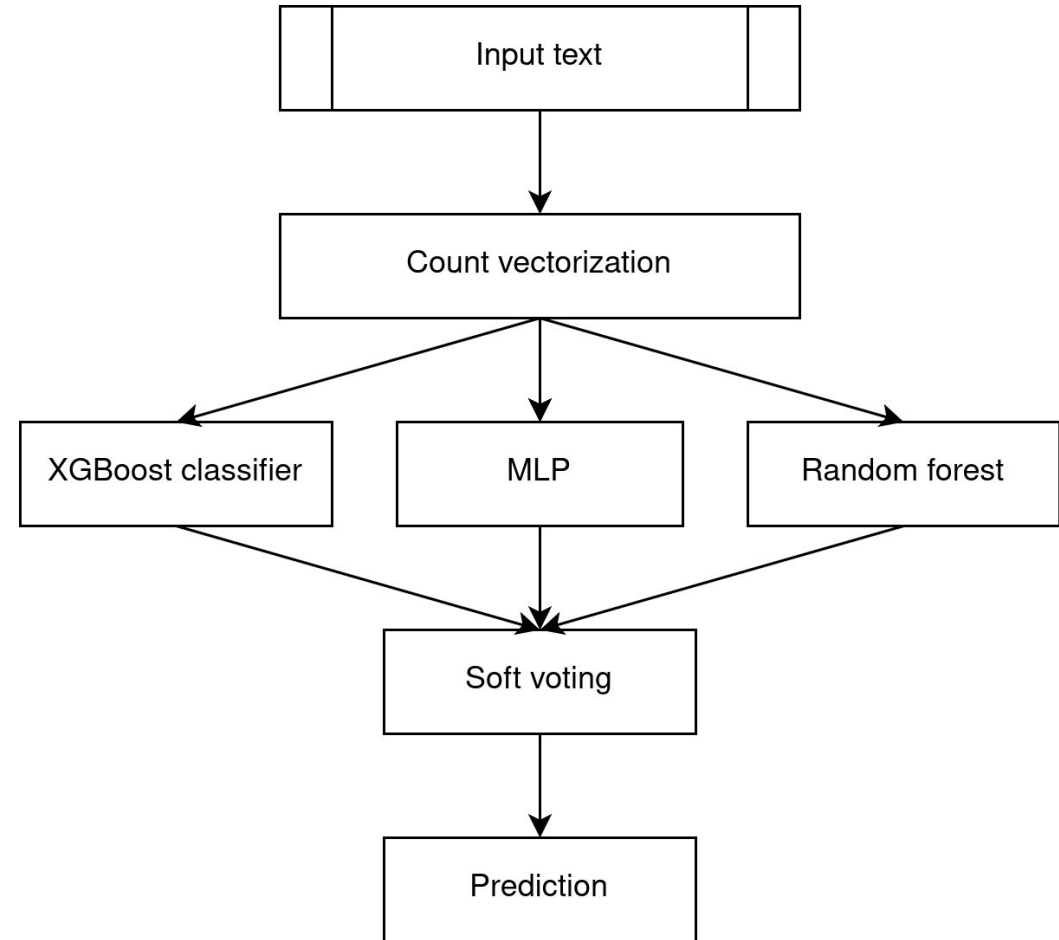 Input text
Count vectorization
XGBoost classifier
MLP
Random forest
Soft voting
Prediction